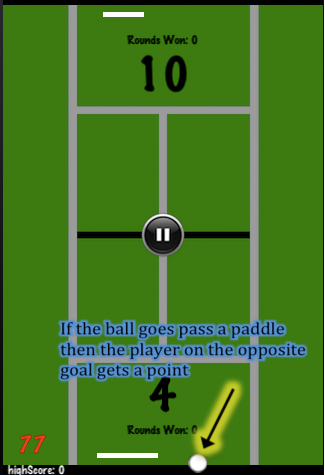 Rounds Won: 0
10
If the ball goes pass a paddle
then the player on the opposite
goal gets a point
4
Rounds Won: 0
77
highScore: 0